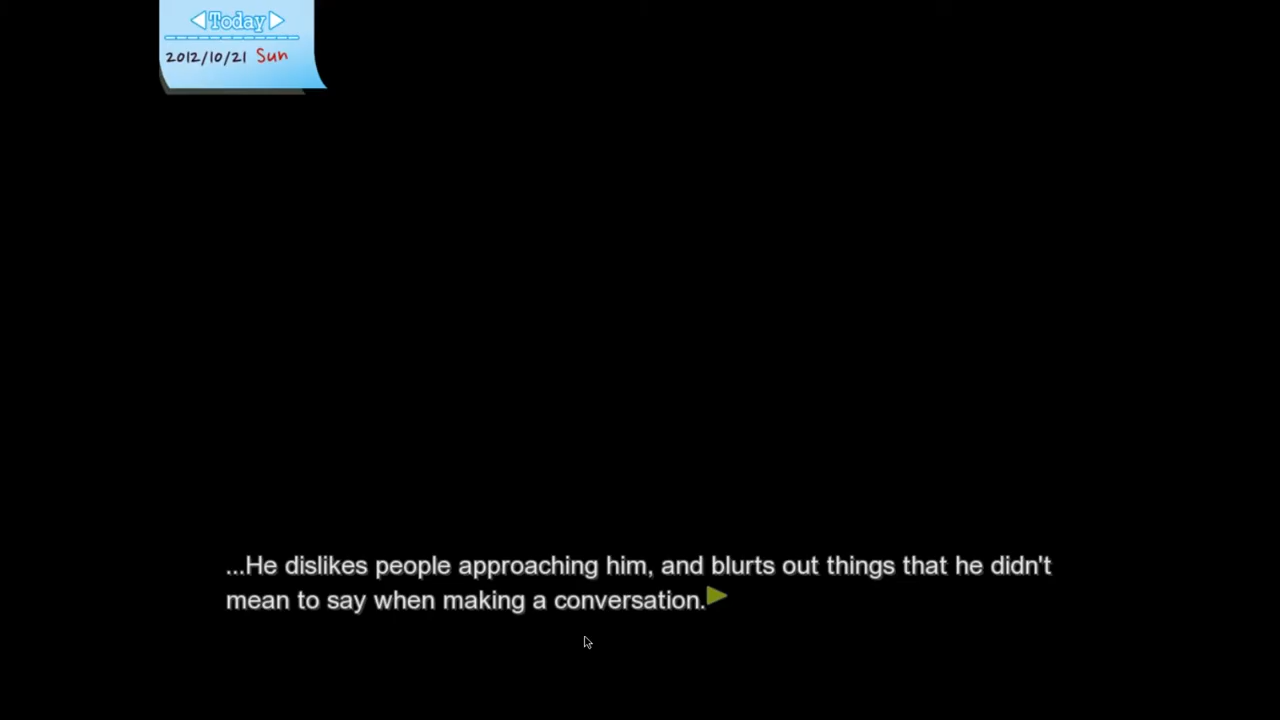 Today
2012/10/21 Sun
...He dislikes people approaching him, and blurts out things that he didn't
mean to say when making a conversation.